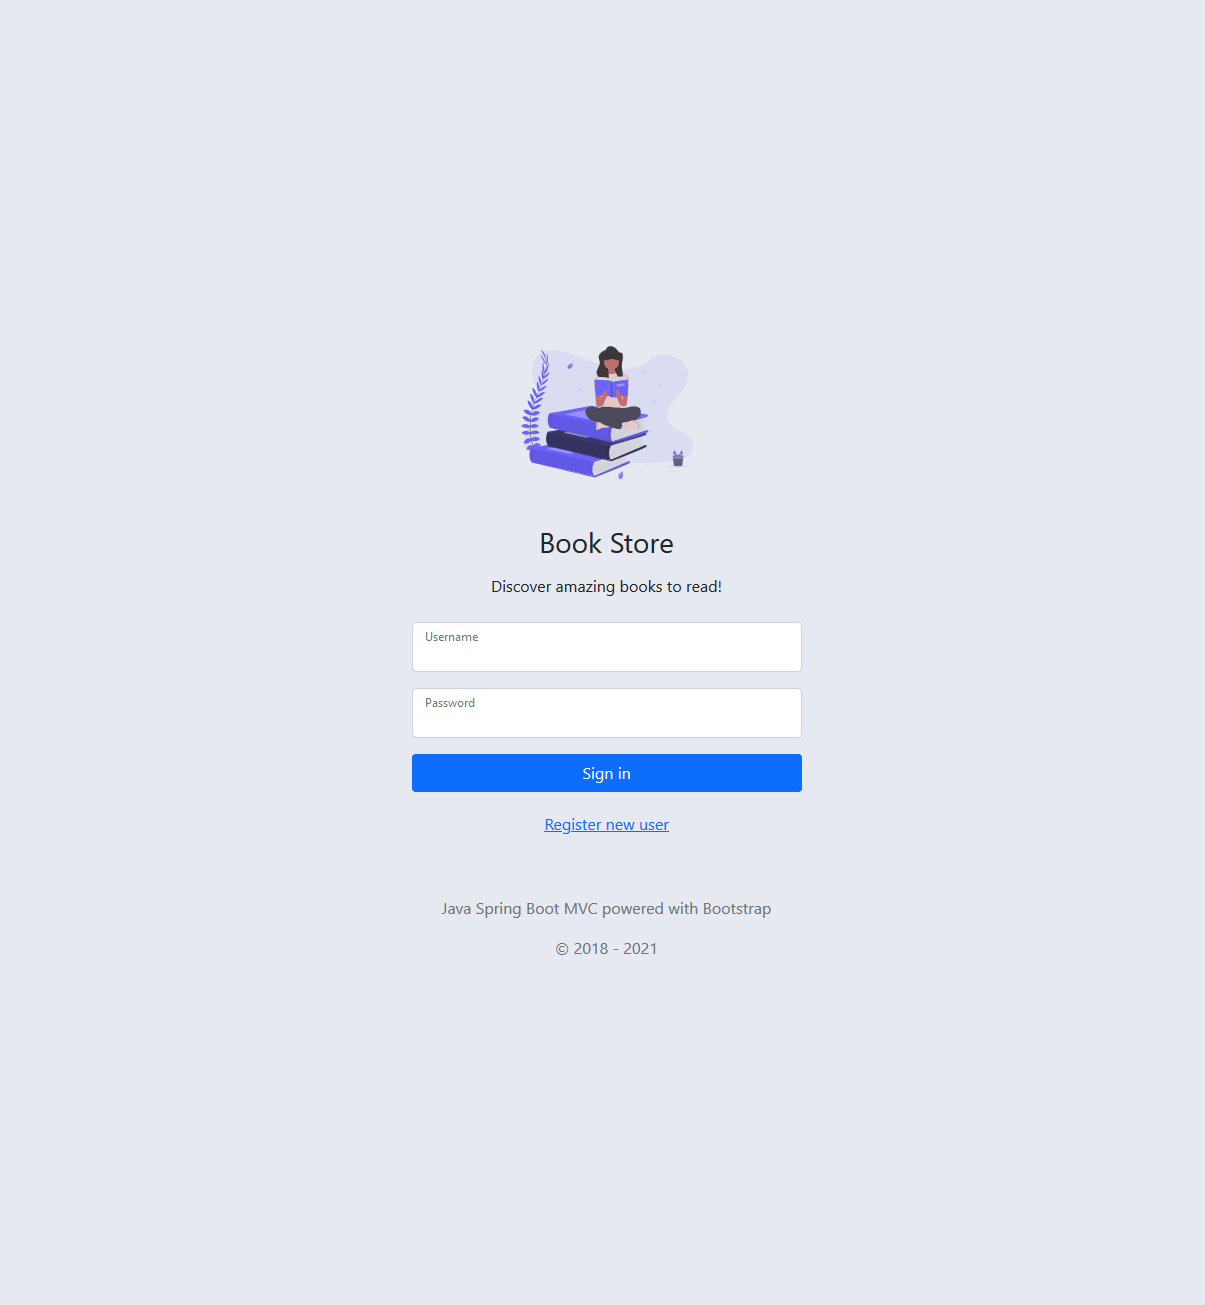 Book Store
Discover amazing books to read!
Username
Password
Sign in
Register new user
Java Spring Boot MVC powered with Bootstrap
© 2018 - 2021